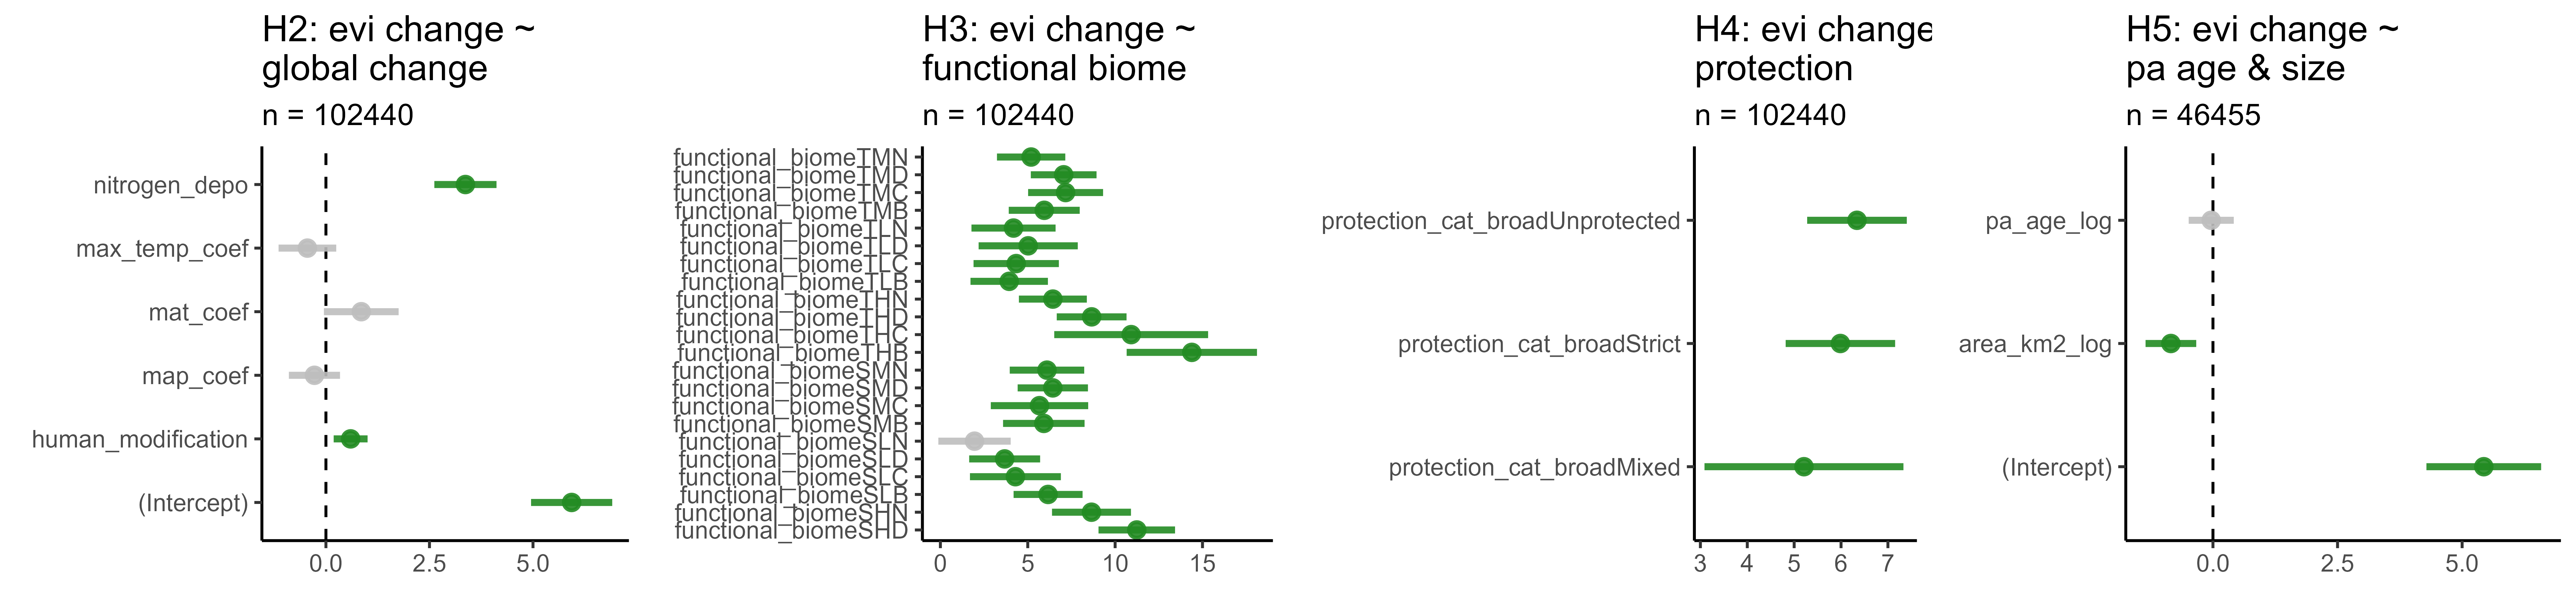 H2: evi change ~
global change
n = 102440
nitrogen_depo
max_temp_coef
mat_coef
map_coef
human_modification
(Intercept)
0.0 2.5 5.0
H3: evi change ~
functional biome
n = 102440
functional_biomeTMN
functional_biomeTMD
functional_biomeTMC
functional_biomeTMB
functional_biomeTLN
functional_biomeTLD
functional_biomeTLC
functional_biomeTLB
functional_biomeTHN
functional_biomeTHD
functional_biomeTHC
functional_biomeTHB
functional_biomeSMN
functional_biomeSMD
functional_biomeSMC
functional_biomeSMB
functional_biomeSLN
functional_biomeSLD
functional_biomeSLC
functional_biomeSLB
functional_biomeSHN
functional_biomeSHD
0 5 10 15
H4: evi change
protection
n = 102440
protection_cat_broadUnprotected
protection_cat_broadStrict
protection_cat_broadMixed
3 4 5 6 7
H5: evi change ~
pa age & size
n = 46455
pa_age_log
area_km2_log
(Intercept)
0.0 2.5 5.0